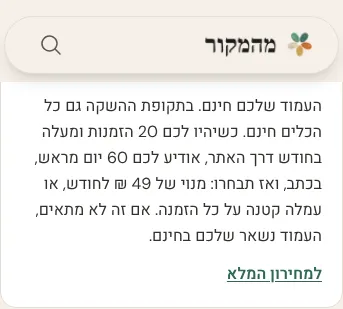 מהמקור
העמוד שלכם חינם. בתקופת ההשקה גם כל
הכלים חינם. כשיהיו לכם 20 הזמנות ומעלה
בחודש דרך האתר, אודיע לכם 60 יום מראש,
בכתב, ואז תבחרו: מנוי של 49 ₪ לחודש, או
עמלה קטנה על כל הזמנה. אם זה לא מתאים,
העמוד נשאר שלכם בחינם.
למחירון המלא